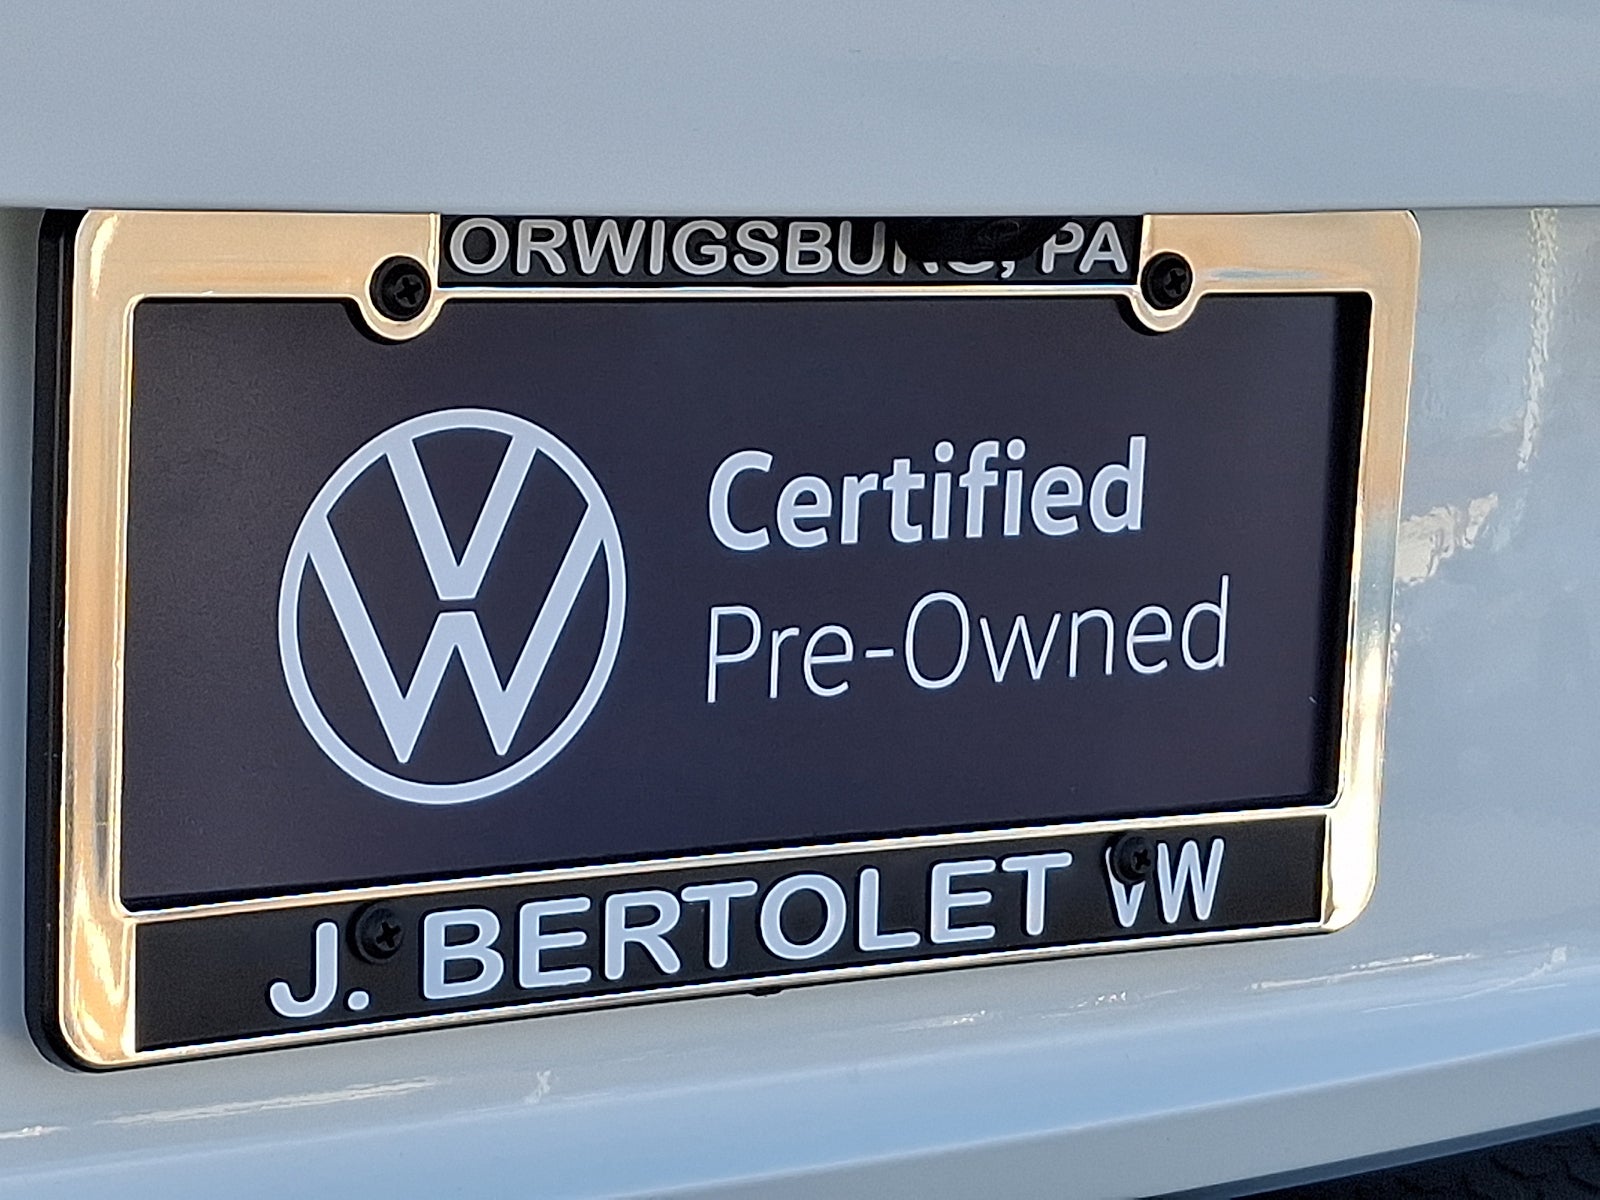 ORWIGSBURG, PA
Certified
Pre-Owned
J. BERTOLET VW